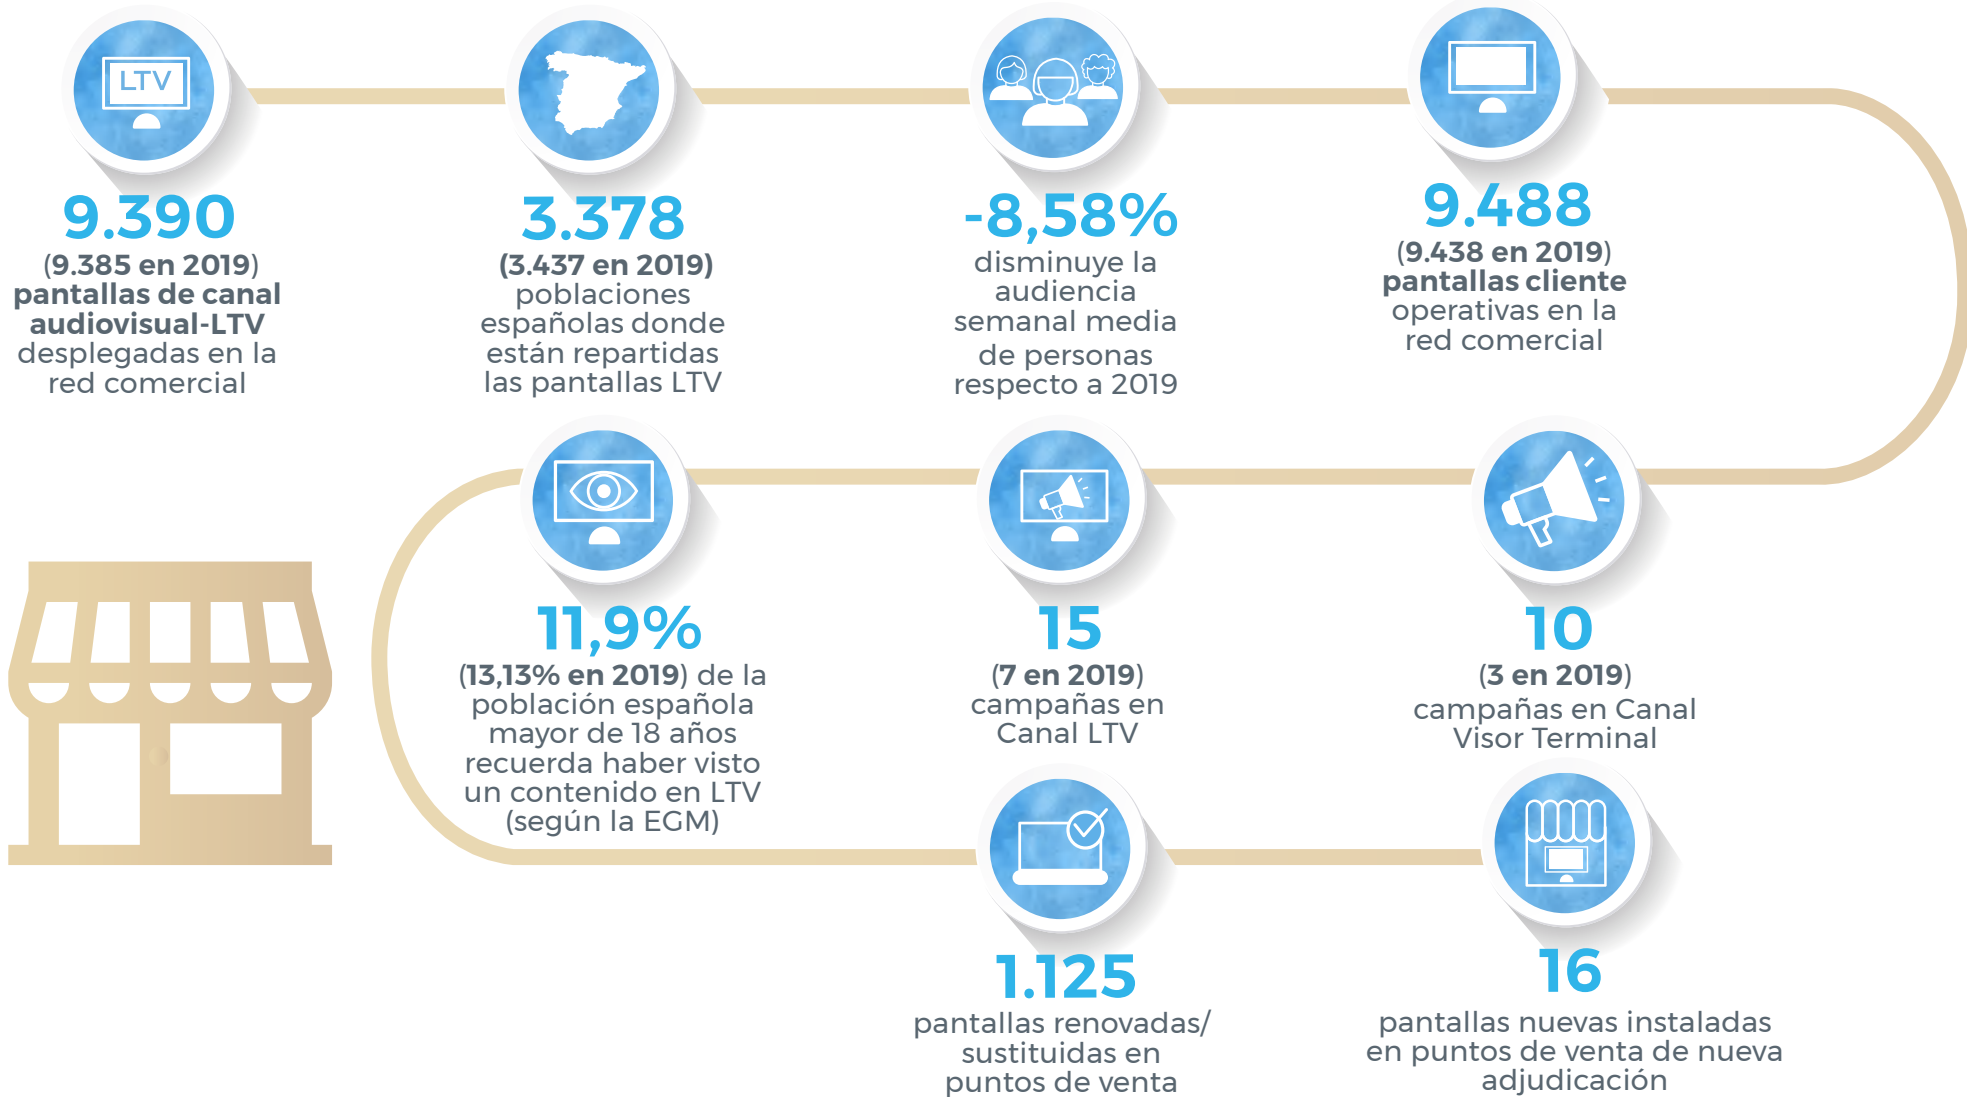 LTV
9.390
(9.385 en 2019)
pantallas de canal
audiovisual-LTV
desplegadas en la
red comercial
3.378
(3.437 en 2019)
poblaciones
españolas donde
están repartidas
las pantallas LTV
-8,58%
disminuye la
audiencia
semanal media
de personas
respecto a 2019
9.488
(9.438 en 2019)
pantallas cliente
operativas en la
red comercial
11,9%
(13,13% en 2019) de la
población española
mayor de 18 años
recuerda haber visto
un contenido en LTV
(según la EGM)
15
(7 en 2019)
campañas en
Canal LTV
10
(3 en 2019)
campañas en Canal
Visor Terminal
1.125
pantallas renovadas/
sustituidas en
puntos de venta
16
pantallas nuevas instaladas
en puntos de venta de nueva
adjudicación